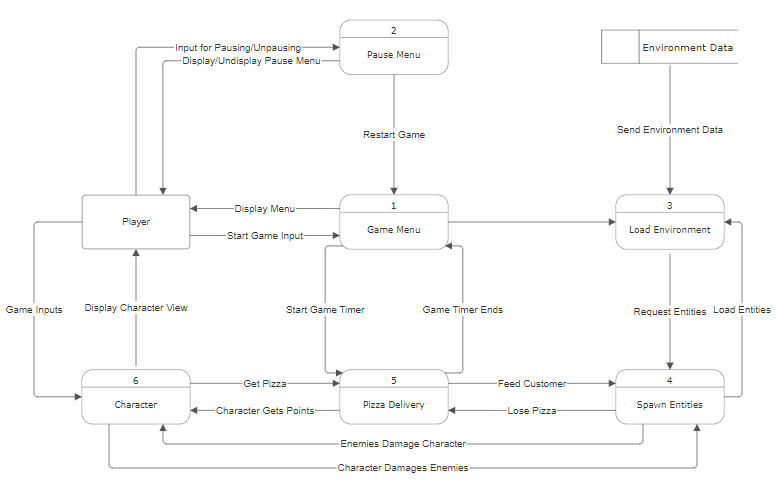 2
Pause Menu
Environment Data
Input for Pausing/Unpausing
Display/Undisplay Pause Menu
Restart Game
Send Environment Data
Player
Display Menu
Start Game Input
1
Game Menu
3
Load Environment
Game Inputs
Display Character View
Start Game Timer
Game Timer Ends
Request Entities
Load Entities
6
Character
Get Pizza
Character Gets Points
5
Pizza Delivery
Feed Customer
Lose Pizza
4
Spawn Entities
Enemies Damage Character
Character Damages Enemies